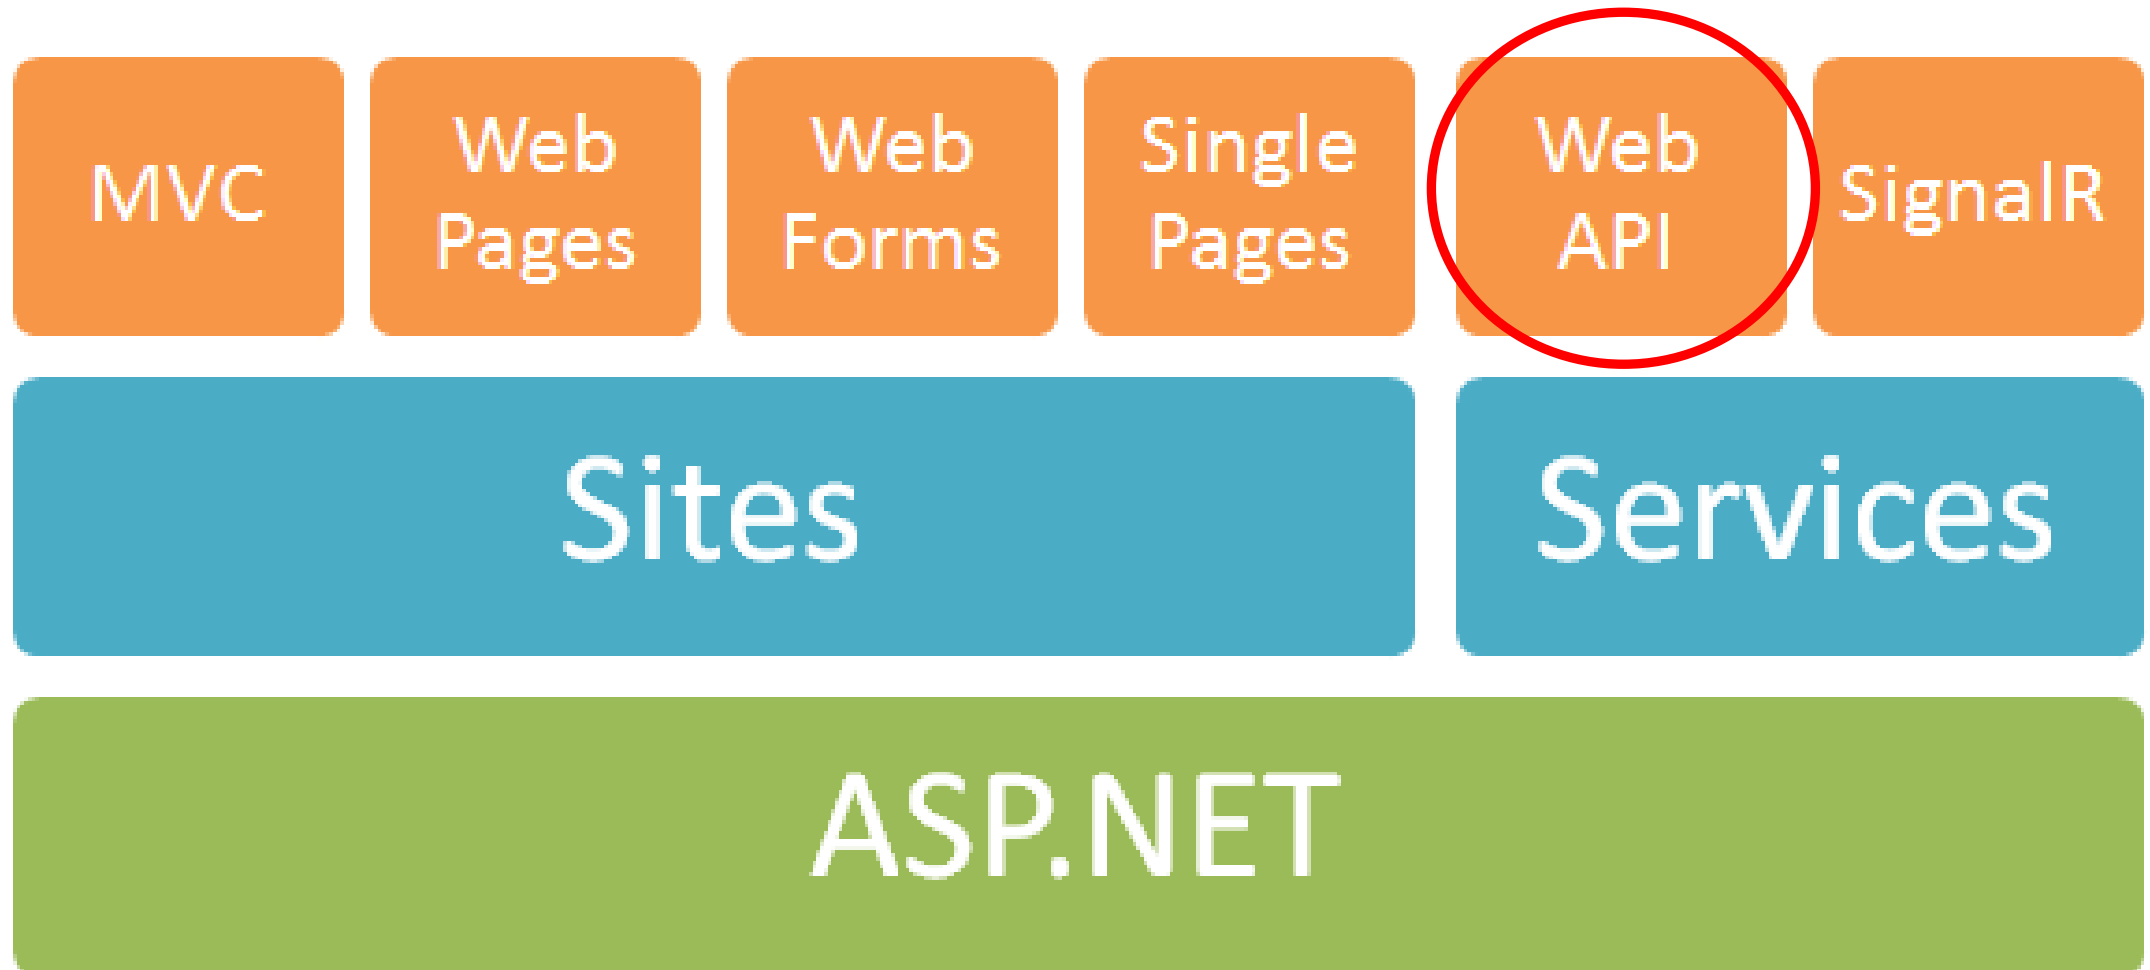 MVC
Web
Pages
Web
Forms
Single
Pages
Web
API
SignalR
Sites
Services
ASP.NET